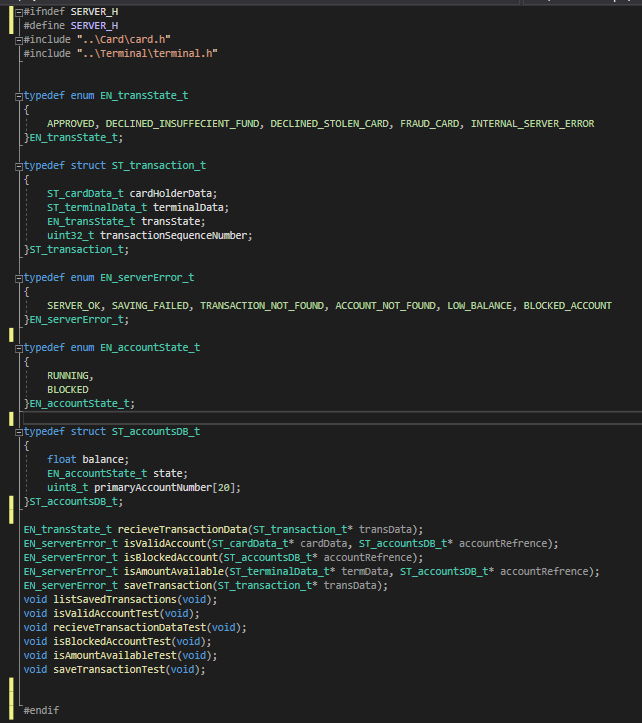 #ifndef SERVER_H
#define SERVER_H
#include "..\Card\card.h"
#include "..\Terminal\terminal.h"
typedef enum EN_transState_t
{
APPROVED, DECLINED_INSUFFECIENT_FUND, DECLINED_STOLEN_CARD, FRAUD_CARD, INTERNAL_SERVER_ERROR
}EN_transState_t;
typedef struct ST_transaction_t
{
ST_cardData_t cardHolderData;
ST_terminalData_t terminalData;
EN_transState_t transState;
uint32_t transactionSequenceNumber;
}ST_transaction_t;
typedef enum EN_serverError_t
{
SERVER_OK, SAVING_FAILED, TRANSACTION_NOT_FOUND, ACCOUNT_NOT_FOUND, LOW_BALANCE, BLOCKED_ACCOUNT
}EN_serverError_t;
typedef enum EN_accountState_t
{
RUNNING,
BLOCKED
}EN_accountState_t;
typedef struct ST_accountsDB_t
{
float balance;
EN_accountState_t state;
uint8_t primaryAccountNumber[20];
}ST_accountsDB_t;
EN_transState_t recieveTransactionData(ST_transaction_t* transData);
EN_serverError_t isValidAccount(ST_cardData_t* cardData, ST_accountsDB_t* accountRefrence);
EN_serverError_t isBlockedAccount(ST_accountsDB_t* accountRefrence);
EN_serverError_t isAmountAvailable(ST_terminalData_t* termData, ST_accountsDB_t* accountRefrence);
EN_serverError_t saveTransaction(ST_transaction_t* transData);
void listSavedTransactions(void);
void isValidAccountTest(void);
void recieveTransactionDataTest(void);
void isBlockedAccountTest(void);
void isAmountAvailableTest(void);
void saveTransactionTest(void);
#endif